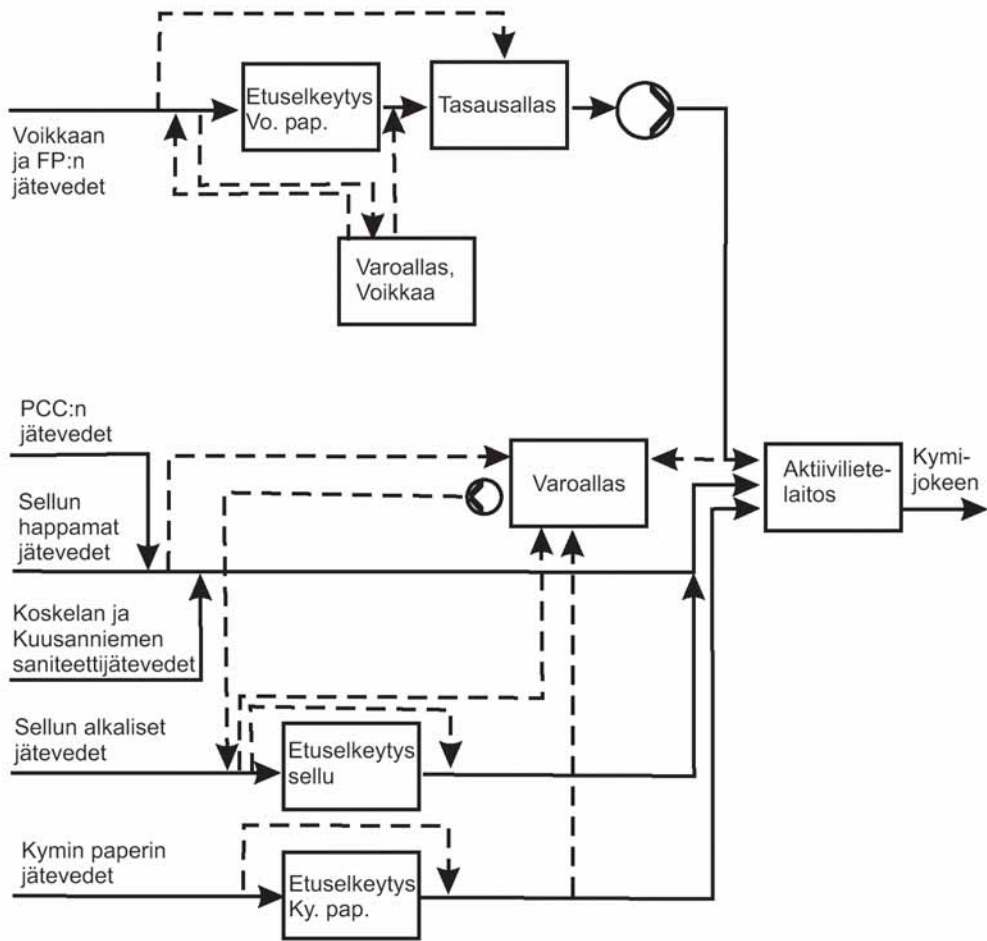 Etuselkeytys
Vo. pap.
Tasausallas
Voikkaan
ja FP:n
jätevedet
Varoallas,
Voikkaa
PCC:n
jätevedet
Varoallas
Aktiiviliete-
laitos
Kymi-
jokeen
Sellun
happamat
jätevedet
Koskelan ja
Kuusanniemen
saniteettijätevedet
Sellun alkaliset
jätevedet
Etuselkeytys
sellu
Kymin paperin
jätevedet
Etuselkeytys
Ky. pap.